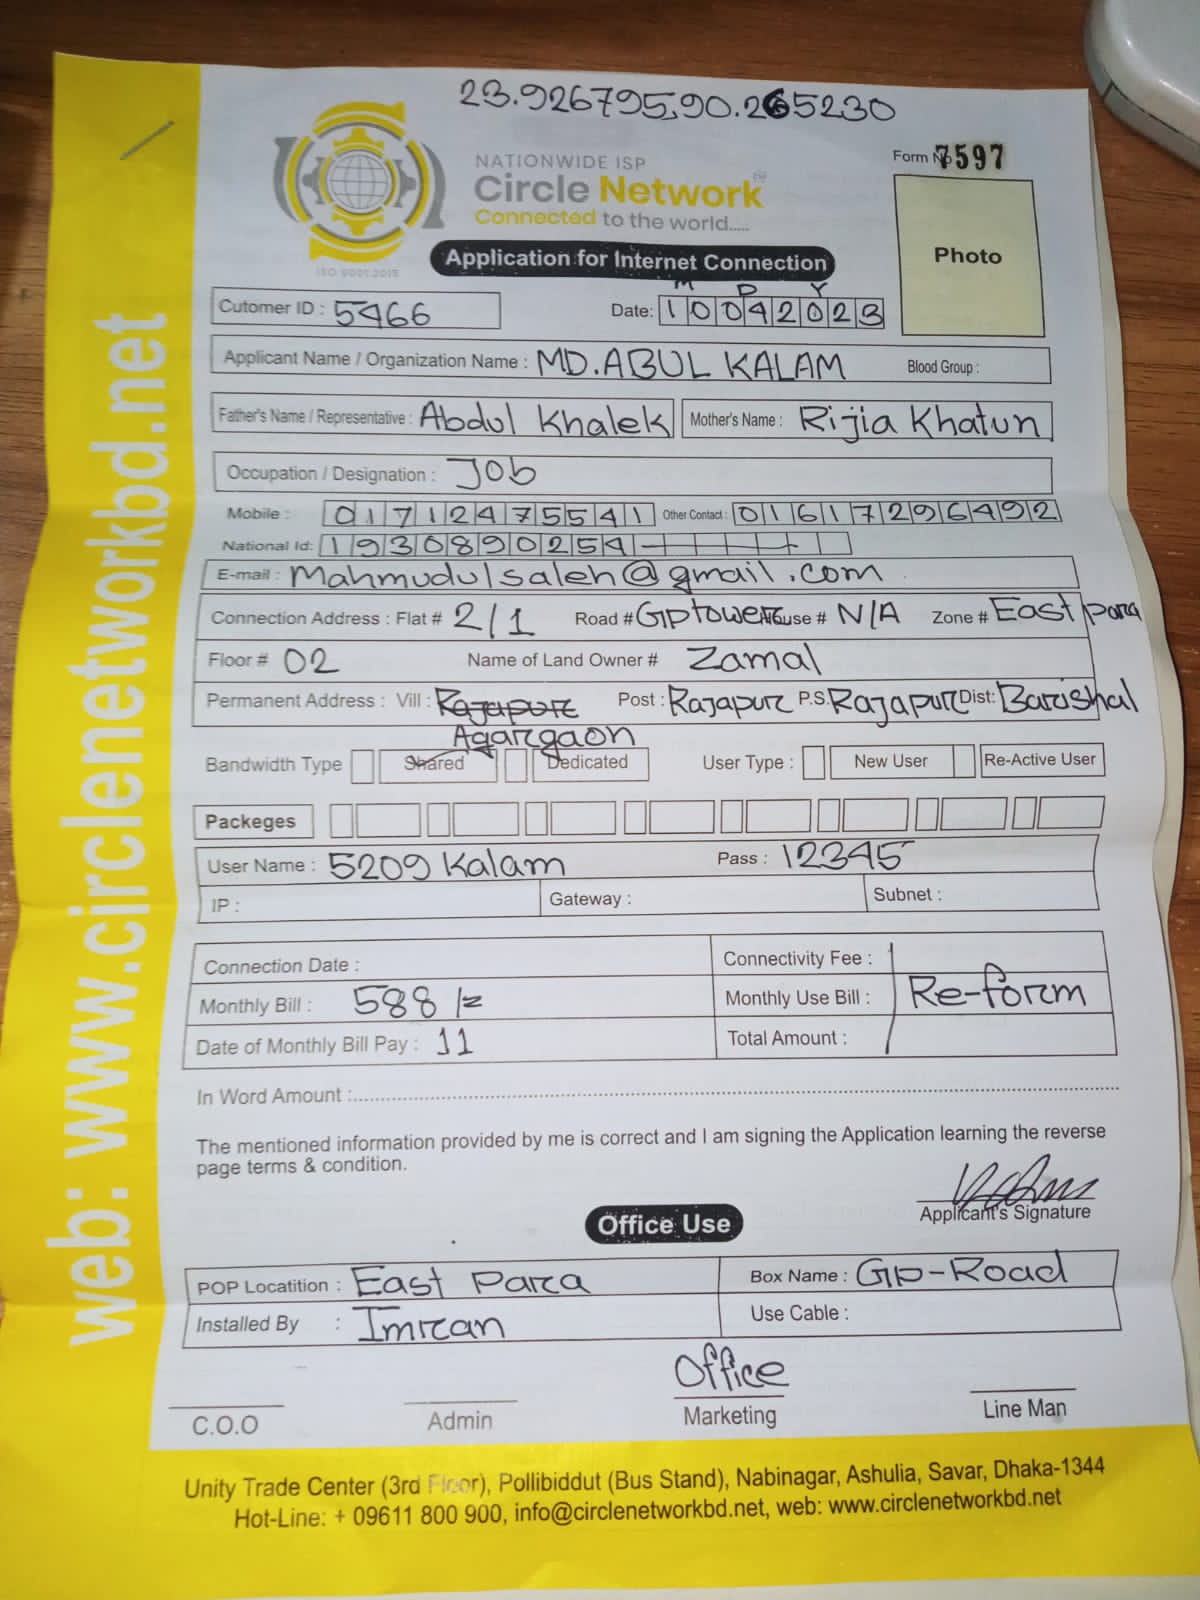 23.926795,90.265230
NATIONWIDE ISP
Form No 7597
Circle Network
Connected to the world.....
ISO 9001:2015
Photo
Application for Internet Connection
M D Y
Cutomer ID : 5466 Date: 10042023
Applicant Name / Organization Name : MD.ABUL KALAM Blood Group :
Father's Name / Representative : Abdul Khalek Mother's Name : Rijia Khatun
Occupation / Designation : Job
Mobile : 01712475541 Other Contact : 01617296492
National Id: 1930890254
E-mail : Mahmudulsaleh@gmail.com
Connection Address : Flat # 2/1 Road # GP tower House # N/A Zone # East para
Floor # 02 Name of Land Owner # Zamal
Permanent Address : Vill : Rajapur Post : Rajapur P.S. Rajapur Dist: Barishal
Agargaon
Bandwidth Type Shared Dedicated User Type : New User Re-Active User
Packeges
User Name : 5209 Kalam Pass : 12345
IP : Gateway : Subnet :
Connection Date : Connectivity Fee :
Monthly Bill : 588/= Monthly Use Bill : Re-form
Date of Monthly Bill Pay : 11 Total Amount :
In Word Amount :
The mentioned information provided by me is correct and I am signing the Application learning the reverse
page terms & condition.
Applicant's Signature
Office Use
POP Locatition : East Para Box Name : GP-Road
Installed By : Imran Use Cable :
Office
C.O.O Admin Marketing Line Man
Unity Trade Center (3rd Floor), Pollibiddut (Bus Stand), Nabinagar, Ashulia, Savar, Dhaka-1344
Hot-Line: + 09611 800 900, info@circlenetworkbd.net, web: www.circlenetworkbd.net
web: www.circlenetworkbd.net